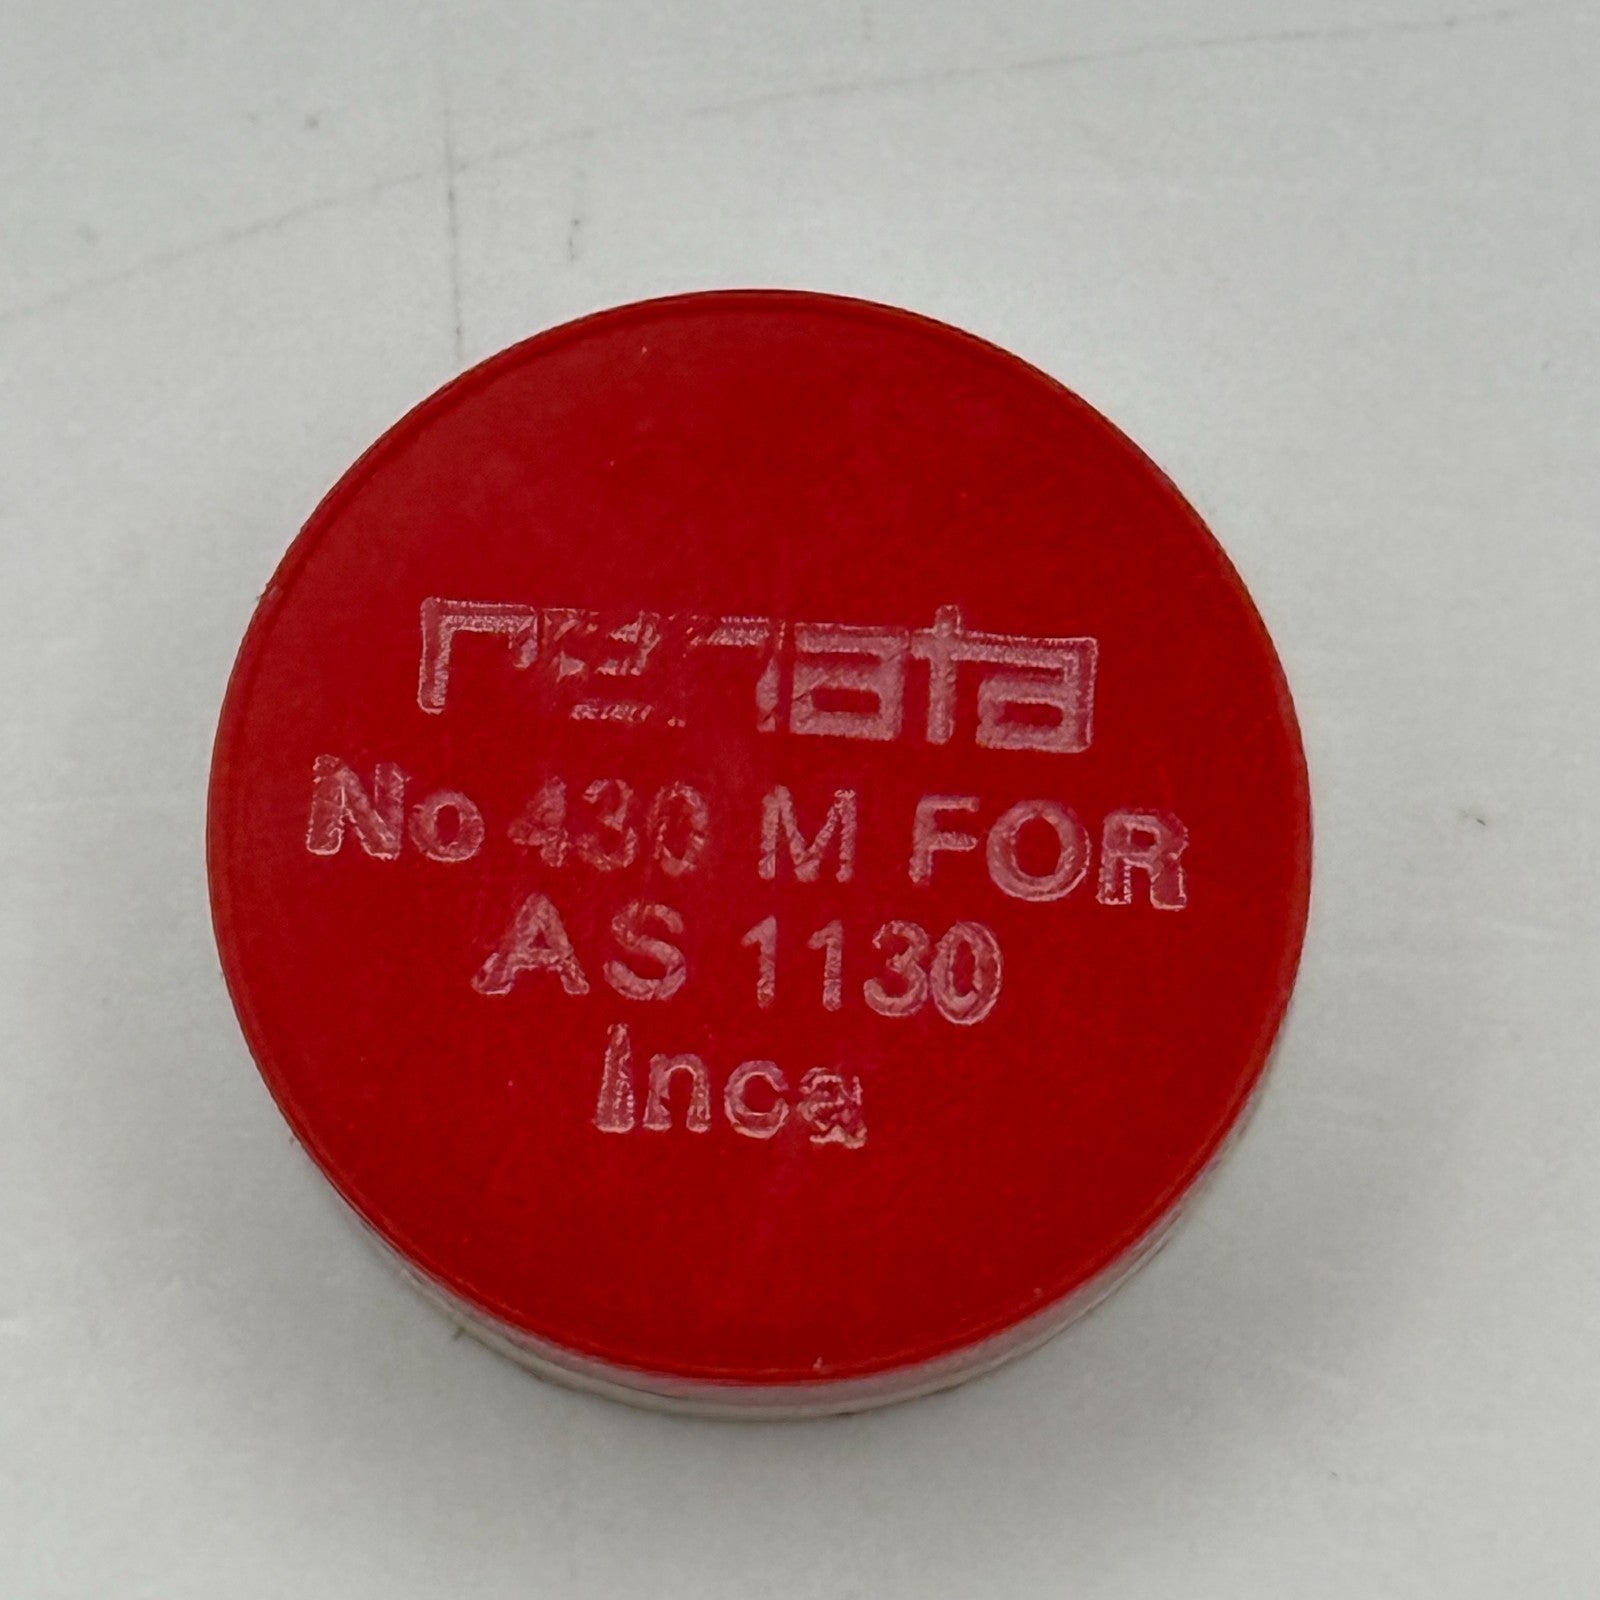 renata
No 430 M FOR
AS 1130
Inca